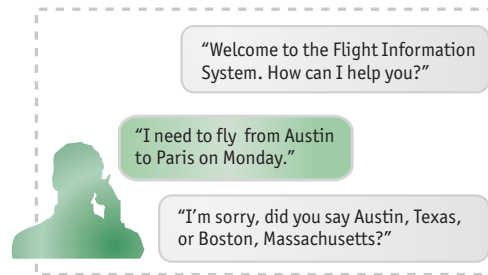 “Welcome to the Flight Information
System. How can I help you?”
“I need to fly from Austin
to Paris on Monday.”
“I’m sorry, did you say Austin, Texas,
or Boston, Massachusetts?”